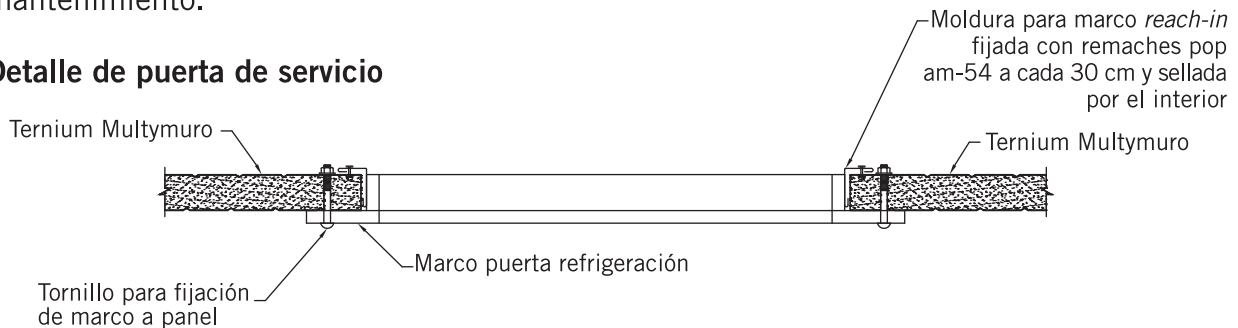 mantenimiento.
Detalle de puerta de servicio
Moldura para marco reach-in
fijada con remaches pop
am-54 a cada 30 cm y sellada
por el interior
Ternium Multymuro
Ternium Multymuro
Marco puerta refrigeración
Tornillo para fijación
de marco a panel